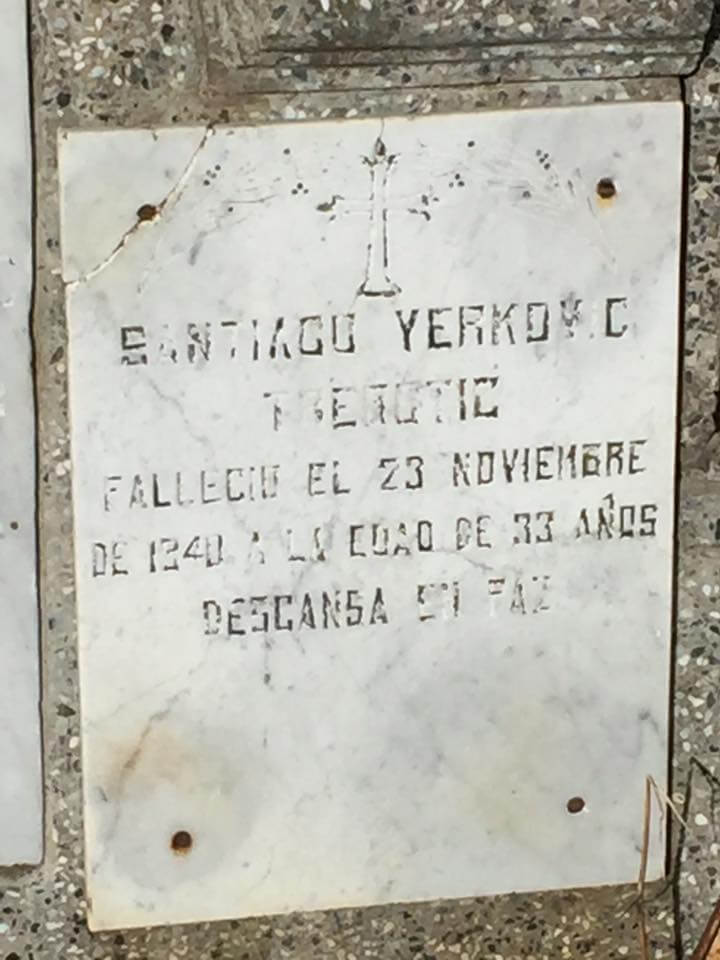 SANTIAGO YERKOVIC
FALLECIO EL 23 NOVIEMBRE
DE 1940 A LA EDAD DE 33 AÑOS
DESCANSA EN PAZ